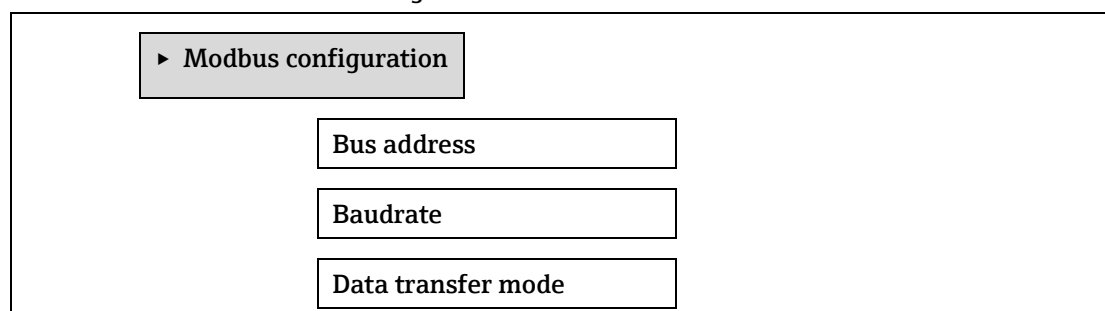 ▸ Modbus configuration
Bus address
Baudrate
Data transfer mode